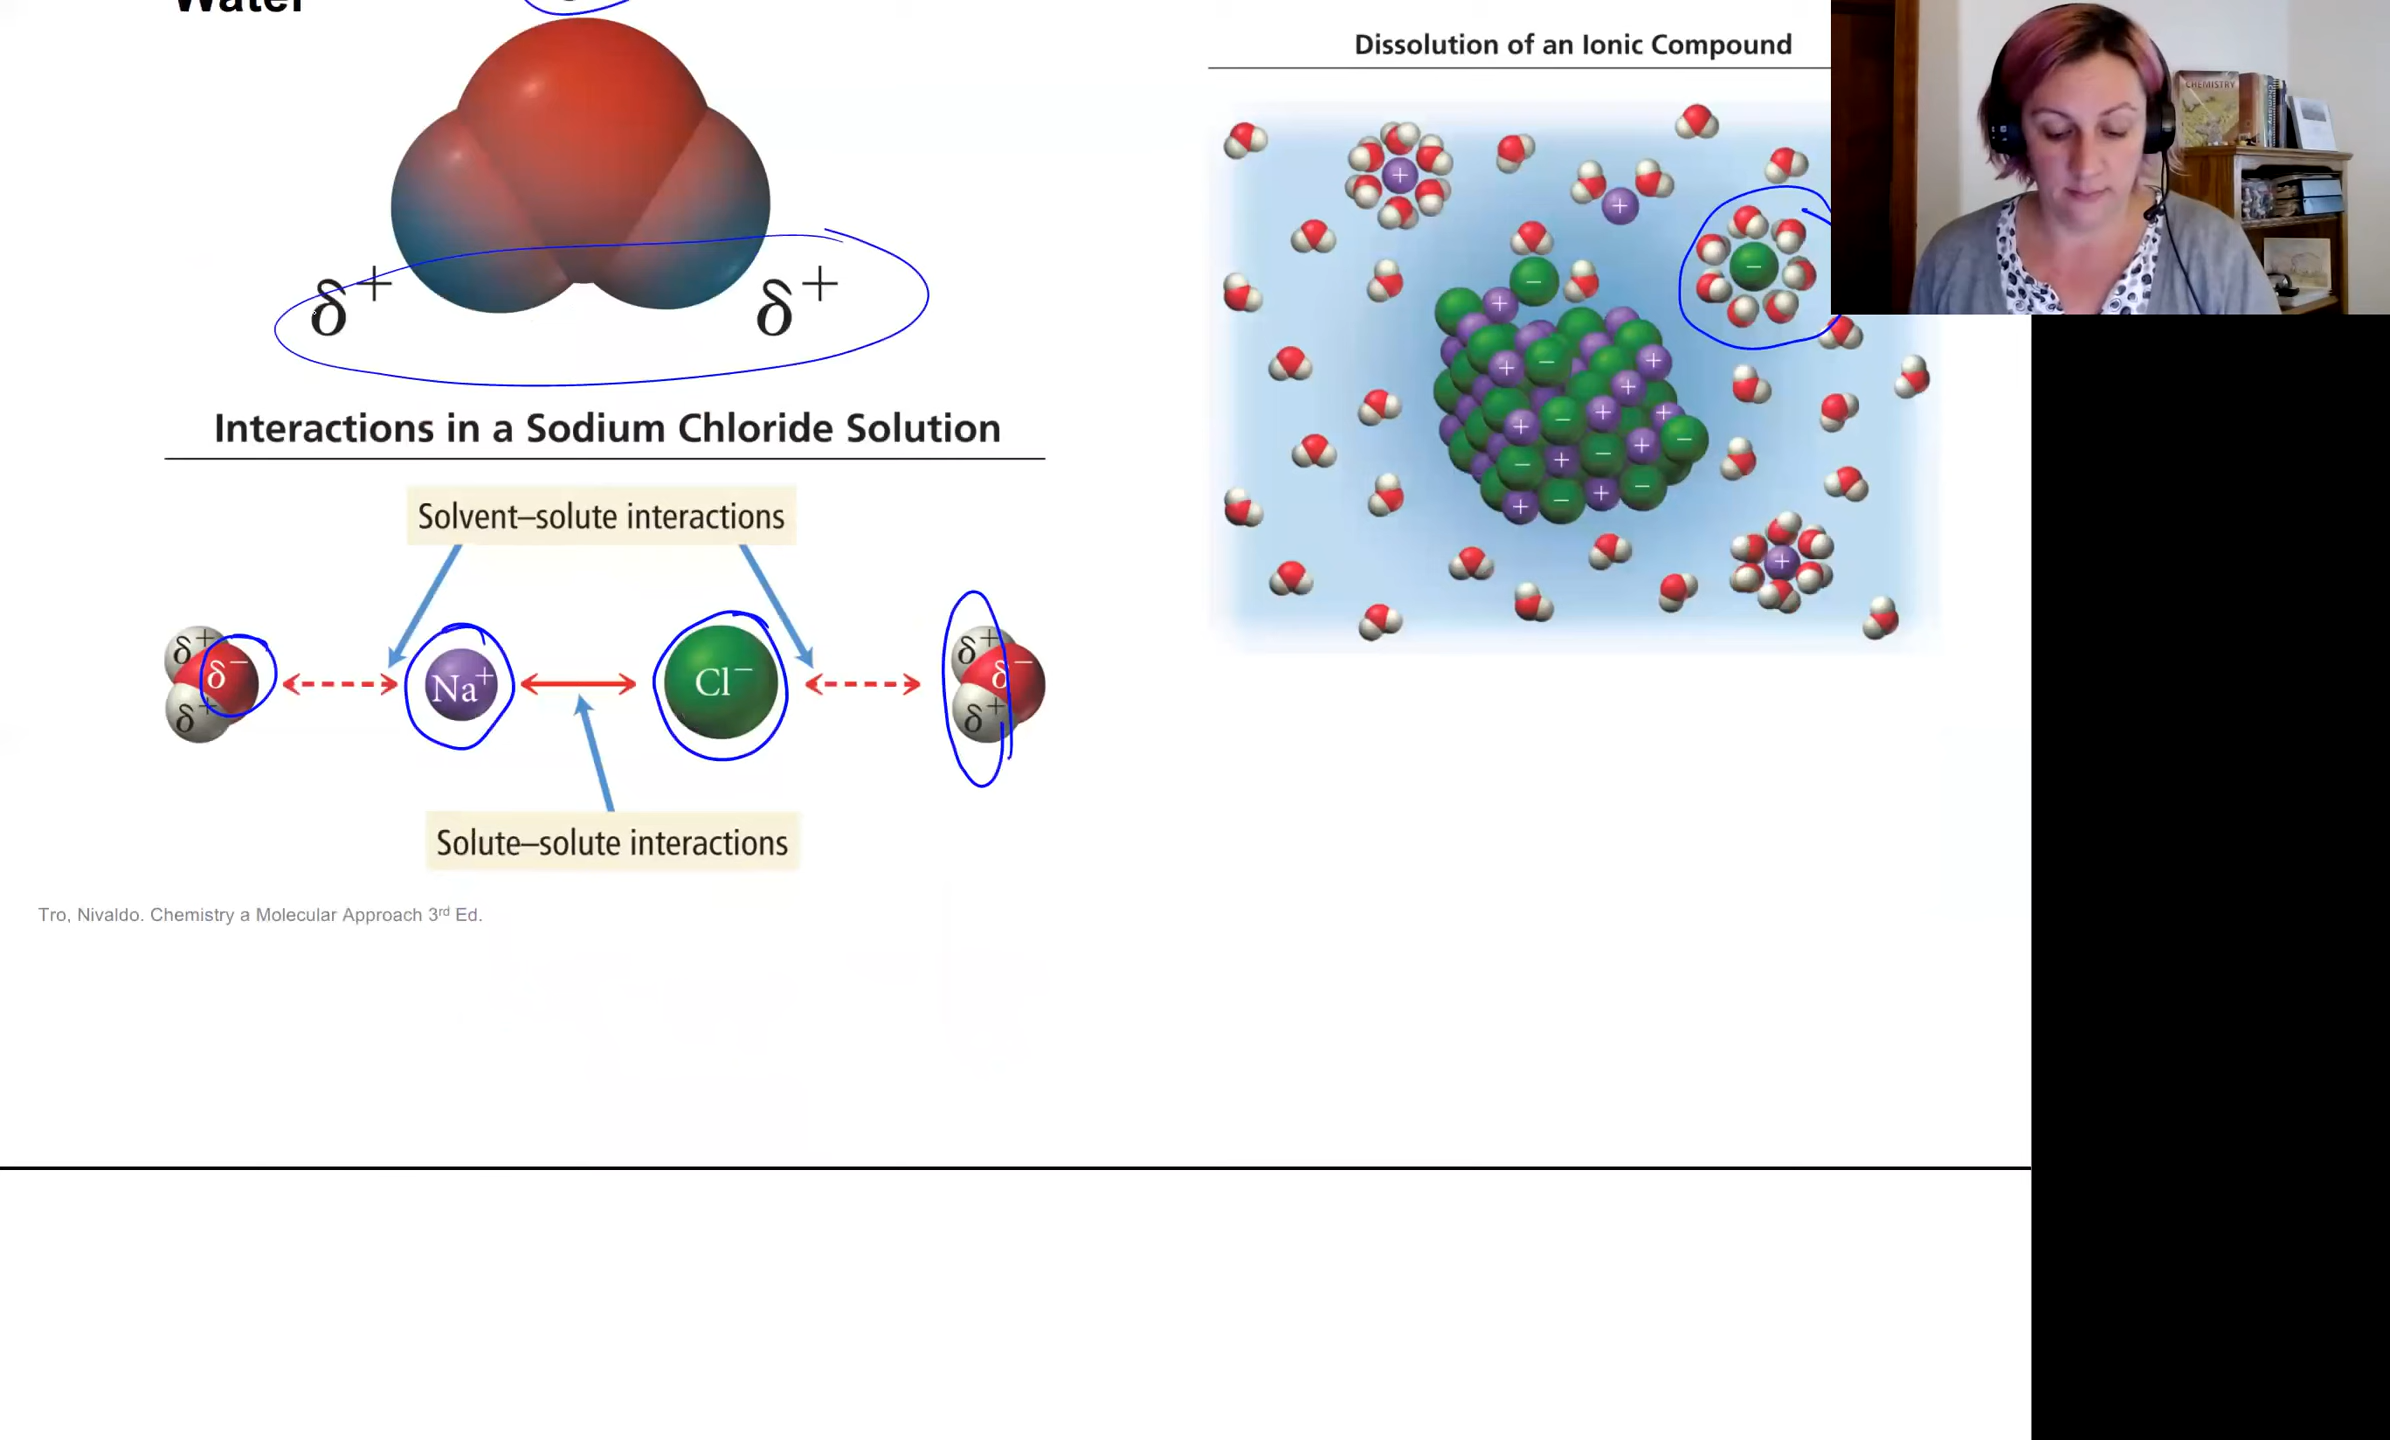 Water
Dissolution of an Ionic Compound
CHEMISTRY
δ+ δ+
Interactions in a Sodium Chloride Solution
Solvent–solute interactions
δ+ δ− δ+ Na+ Cl− δ+ δ− δ+
Solute–solute interactions
Tro, Nivaldo. Chemistry a Molecular Approach 3rd Ed.